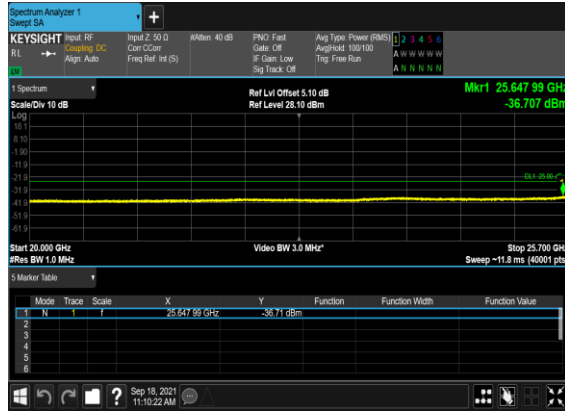 Spectrum Analyzer 1
Swept SA
KEYSIGHT Input: RF Input Z: 50 Ω #Atten: 40 dB PNO: Fast Avg Type: Power (RMS) 1 2 3 4 5 6
RL Coupling: DC Corr CCorr Gate: Off Avg|Hold: 100/100 A W W W W W
Align: Auto Freq Ref: Int (S) IF Gain: Low Trig: Free Run
Sig Track: Off A N N N N N
1 Spectrum Ref Lvl Offset 5.10 dB Mkr1 25.647 99 GHz
Scale/Div 10 dB Ref Level 28.10 dBm -36.707 dBm
Log
18.1
8.10
-1.90
-11.9
-21.9 DL1 -25.00
-31.9
-41.9
-51.9
-61.9
Start 20.000 GHz Video BW 3.0 MHz* Stop 25.700 GH
#Res BW 1.0 MHz Sweep ~11.8 ms (40001 pts
5 Marker Table
Mode Trace Scale X Y Function Function Width Function Value
1 N 1 f 25.647 99 GHz -36.71 dBm
2
3
4
5
6
? Sep 18, 2021
11:10:22 AM